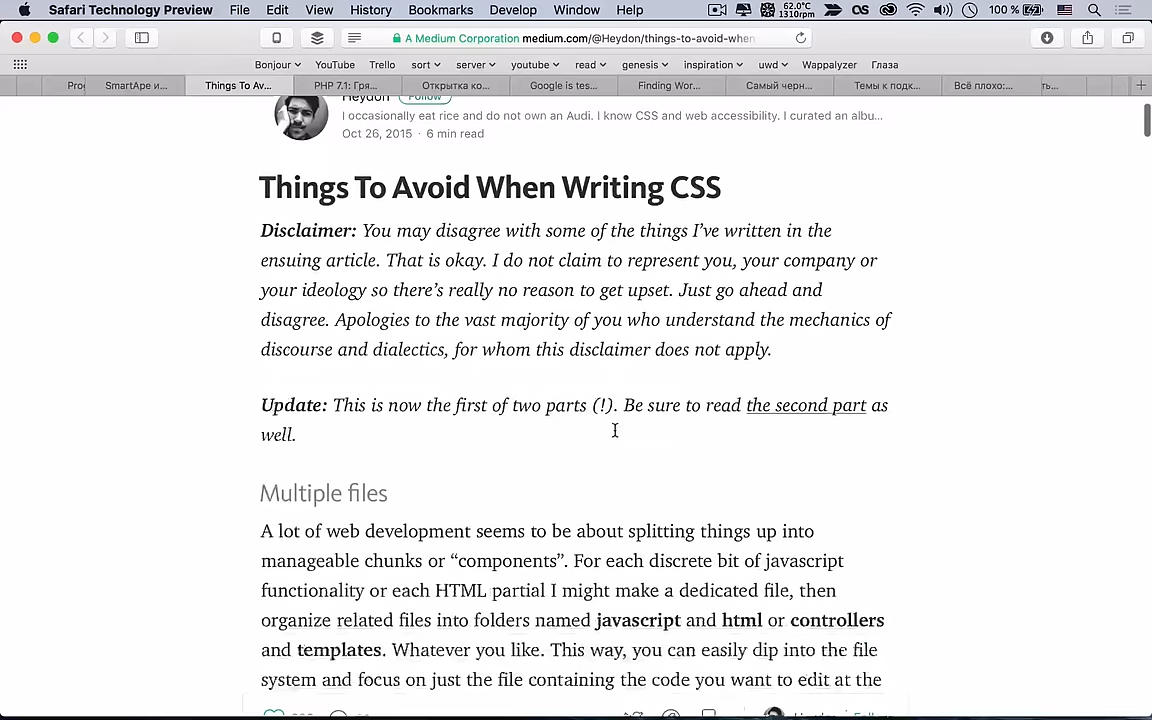 Safari Technology Preview File Edit View History Bookmarks Develop Window Help 62.0°C 1310rpm OS 100 %
A Medium Corporation medium.com/@Heydon/things-to-avoid-when
Bonjour YouTube Trello sort server youtube read genesis inspiration uwd Wappalyzer Глаза
SmartApe и... Things To Av... PHP 7.1: Гря... Открытка ко... Google is tes... Finding Wor... Самый черн... Темы к подк... Всё плохо:...
Heydon Follow
I occasionally eat rice and do not own an Audi. I know CSS and web accessibility. I curated an albu...
Oct 26, 2015 · 6 min read
Things To Avoid When Writing CSS
Disclaimer: You may disagree with some of the things I’ve written in the
ensuing article. That is okay. I do not claim to represent you, your company or
your ideology so there’s really no reason to get upset. Just go ahead and
disagree. Apologies to the vast majority of you who understand the mechanics of
discourse and dialectics, for whom this disclaimer does not apply.
Update: This is now the first of two parts (!). Be sure to read the second part as
well.
Multiple files
A lot of web development seems to be about splitting things up into
manageable chunks or “components”. For each discrete bit of javascript
functionality or each HTML partial I might make a dedicated file, then
organize related files into folders named javascript and html or controllers
and templates. Whatever you like. This way, you can easily dip into the file
system and focus on just the file containing the code you want to edit at the